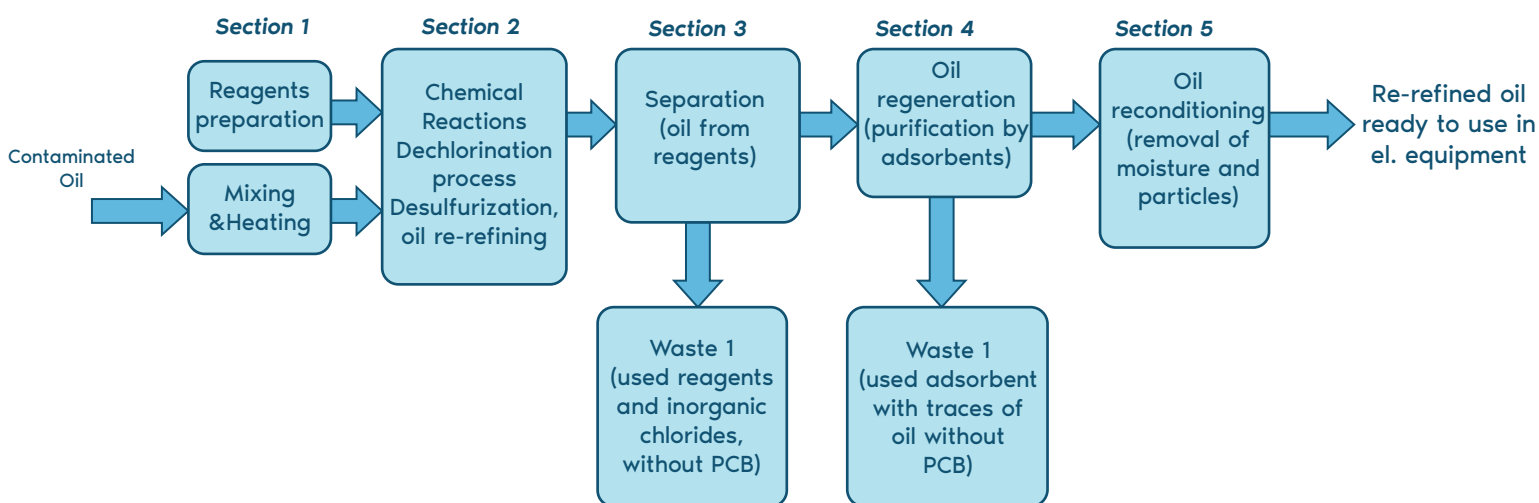 Section 1
Section 2
Section 3
Section 4
Section 5
Contaminated
Oil
Reagents
preparation
Mixing
&Heating
Chemical
Reactions
Dechlorination
process
Desulfurization,
oil re-refining
Separation
(oil from
reagents)
Oil
regeneration
(purification by
adsorbents)
Oil
reconditioning
(removal of
moisture and
particles)
Re-refined oil
ready to use in
el. equipment
Waste 1
(used reagents
and inorganic
chlorides,
without PCB)
Waste 1
(used adsorbent
with traces of
oil without
PCB)